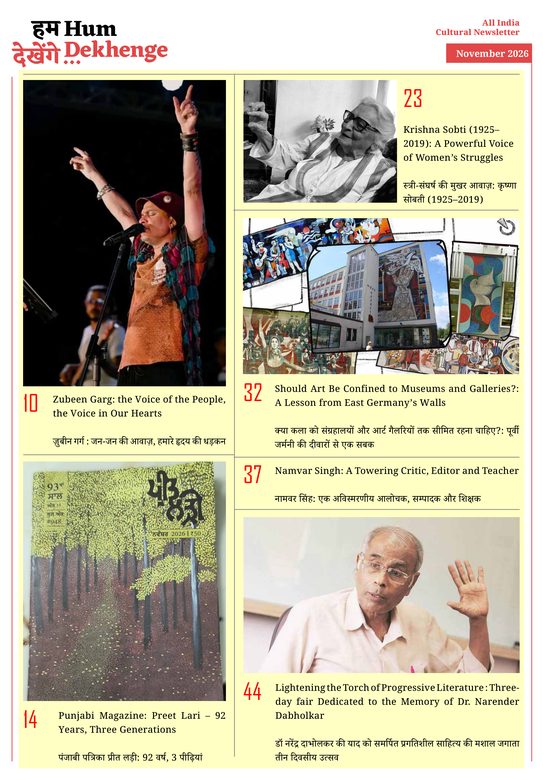 हम Hum
देखेंगे ... Dekhenge
All India
Cultural Newsletter
November 2026
10
Zubeen Garg: the Voice of the People,
the Voice in Our Hearts
ज़ुबीन गर्ग : जन-जन की आवाज़, हमारे हृदय की धड़कन
93वां
ਸਾਲ
ਪ੍ਰੀਤ
ਲੜੀ
2026 | ₹50
14
Punjabi Magazine: Preet Lari – 92
Years, Three Generations
पंजाबी पत्रिका प्रीत लड़ी: 92 वर्ष, 3 पीढ़ियां
23
Krishna Sobti (1925–
2019): A Powerful Voice
of Women's Struggles
स्त्री-संघर्ष की मुखर आवाज़: कृष्णा
सोबती (1925–2019)
32
Should Art Be Confined to Museums and Galleries?:
A Lesson from East Germany's Walls
क्या कला को संग्रहालयों और आर्ट गैलरियों तक सीमित रहना चाहिए?: पूर्वी
जर्मनी की दीवारों से एक सबक
37
Namvar Singh: A Towering Critic, Editor and Teacher
नामवर सिंह: एक अविस्मरणीय आलोचक, सम्पादक और शिक्षक
44
Lightening the Torch of Progressive Literature : Three-
day fair Dedicated to the Memory of Dr. Narender
Dabholkar
डॉ नरेंद्र दाभोलकर की याद को समर्पित प्रगतिशील साहित्य की मशाल जगाता
तीन दिवसीय उत्सव